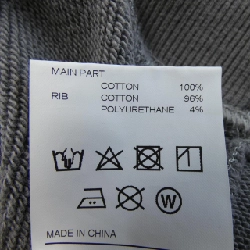 MAIN PART
COTTON 100%
RIB COTTON 96%
POLYURETHANE 4%
W
MADE IN CHINA